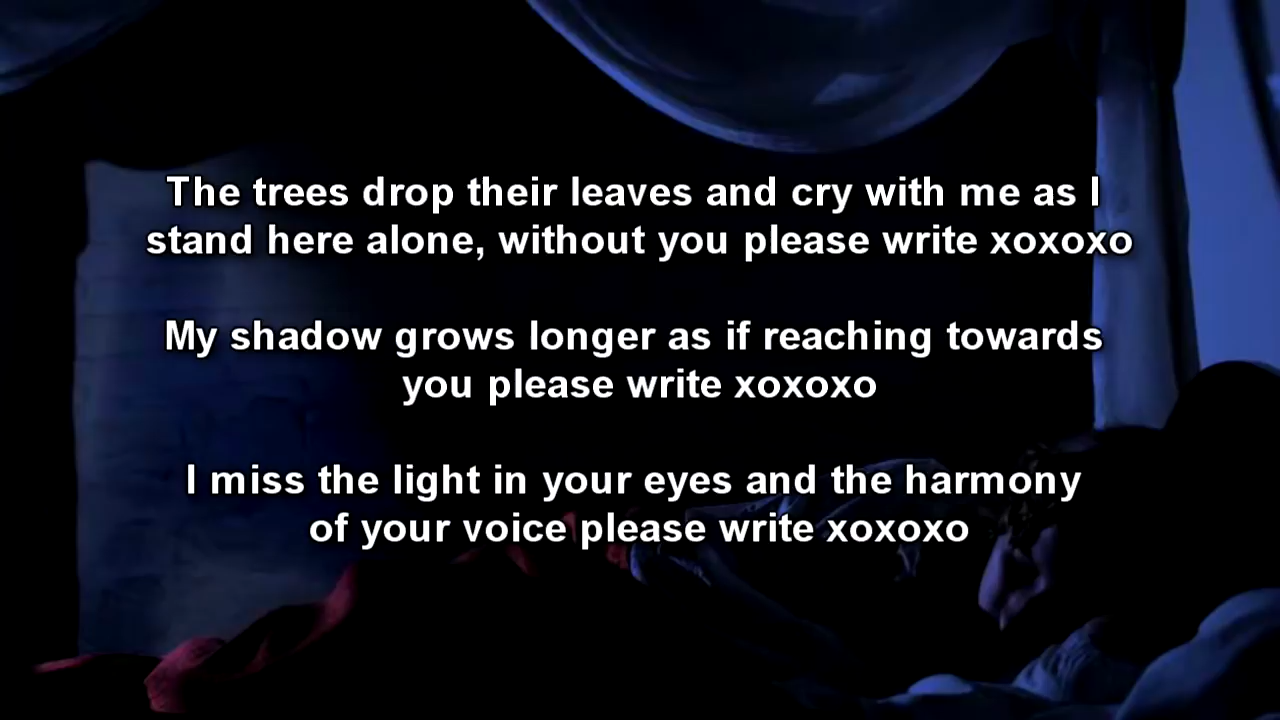 The trees drop their leaves and cry with me as I
stand here alone, without you please write xoxoxo
My shadow grows longer as if reaching towards
you please write xoxoxo
I miss the light in your eyes and the harmony
of your voice please write xoxoxo